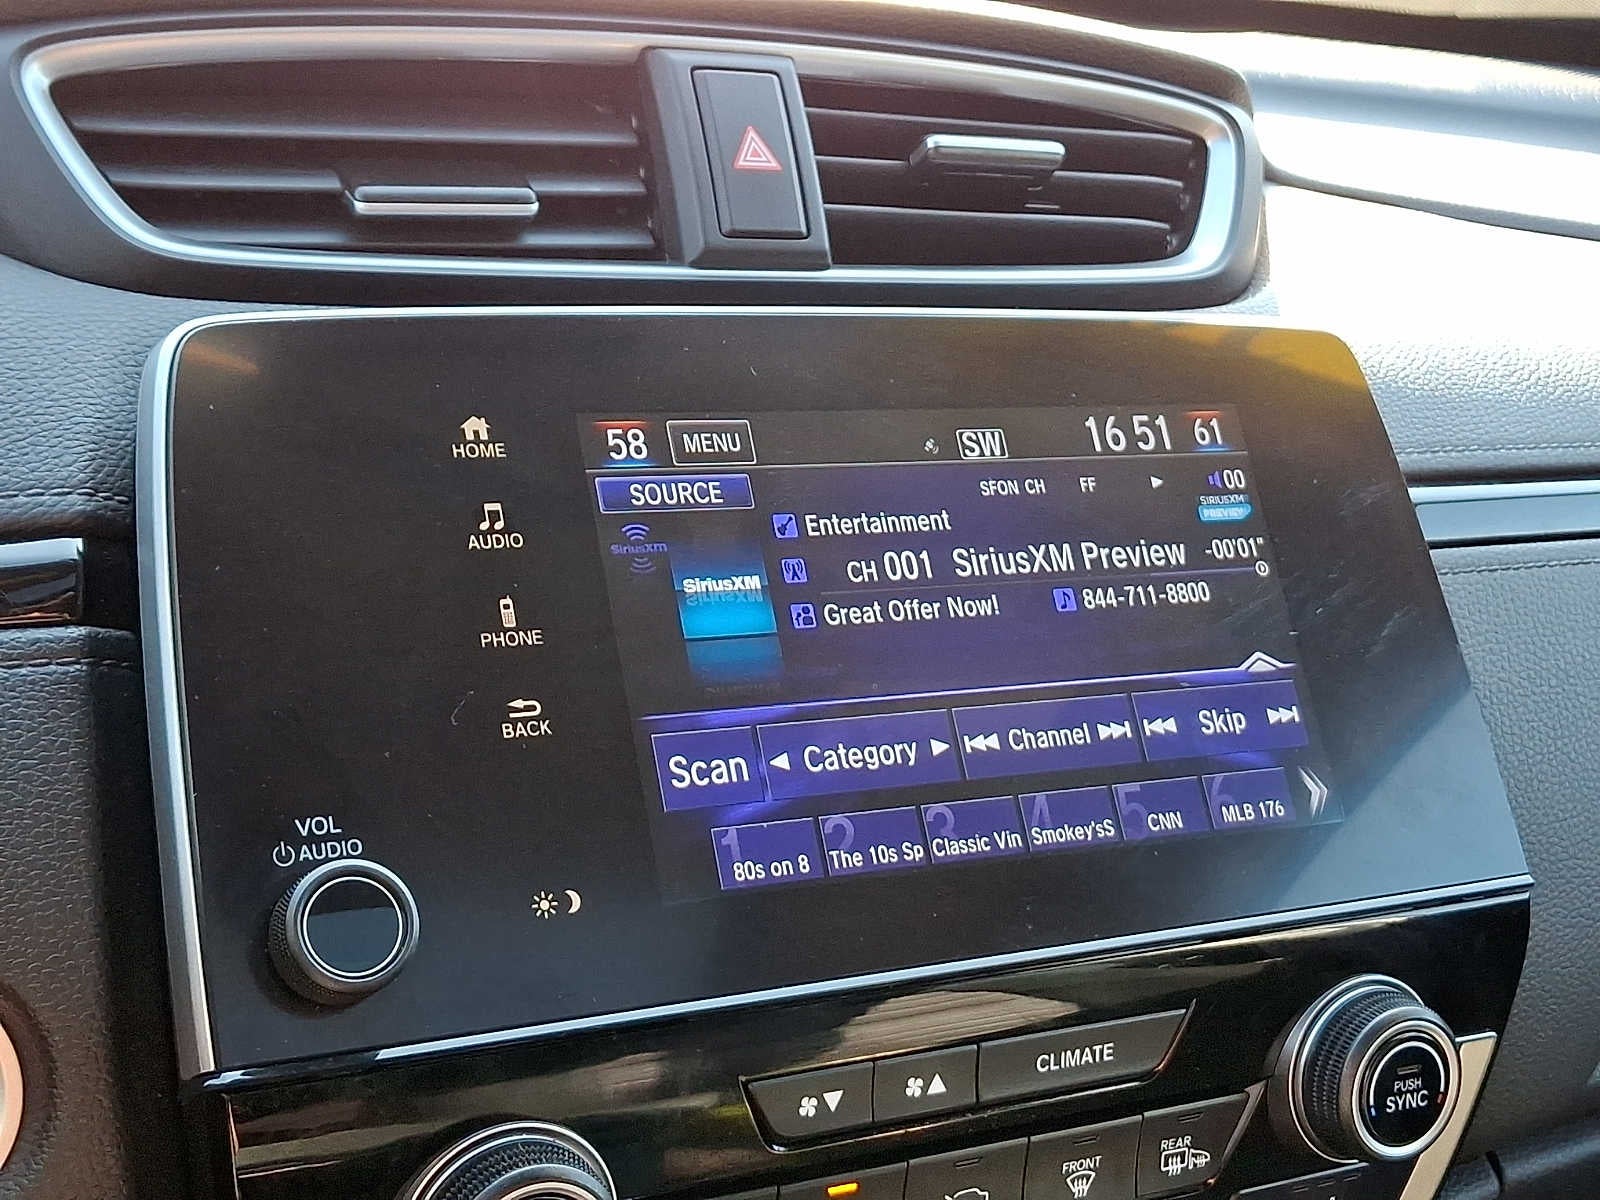 58 MENU SW 16 51 61
SOURCE SFON CH FF 00
SIRIUSXM
PREVIEW
SiriusXm
Entertainment
SiriusXM
CH 001 SiriusXM Preview -00'01"
Great Offer Now! 844-711-8800
Scan Category Channel Skip
1 80s on 8
2 The 10s Sp
3 Classic Vin
4 Smokey'sS
5 CNN
6 MLB 176
HOME
AUDIO
PHONE
BACK
VOL
AUDIO
CLIMATE
PUSH
SYNC
FRONT
REAR